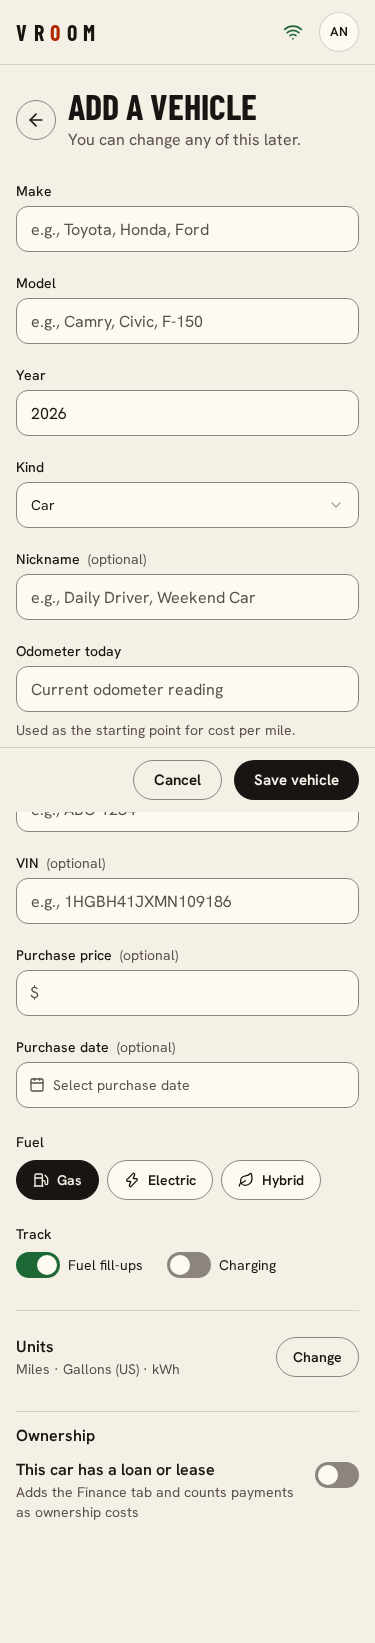 VROOM
AN
ADD A VEHICLE
You can change any of this later.
Make
e.g., Toyota, Honda, Ford
Model
e.g., Camry, Civic, F-150
Year
2026
Kind
Car
Nickname (optional)
e.g., Daily Driver, Weekend Car
Odometer today
Current odometer reading
Used as the starting point for cost per mile.
Cancel
Save vehicle
VIN (optional)
e.g., 1HGBH41JXMN109186
Purchase price (optional)
$
Purchase date (optional)
Select purchase date
Fuel
Gas
Electric
Hybrid
Track
Fuel fill-ups
Charging
Units
Miles · Gallons (US) · kWh
Change
Ownership
This car has a loan or lease
Adds the Finance tab and counts payments
as ownership costs